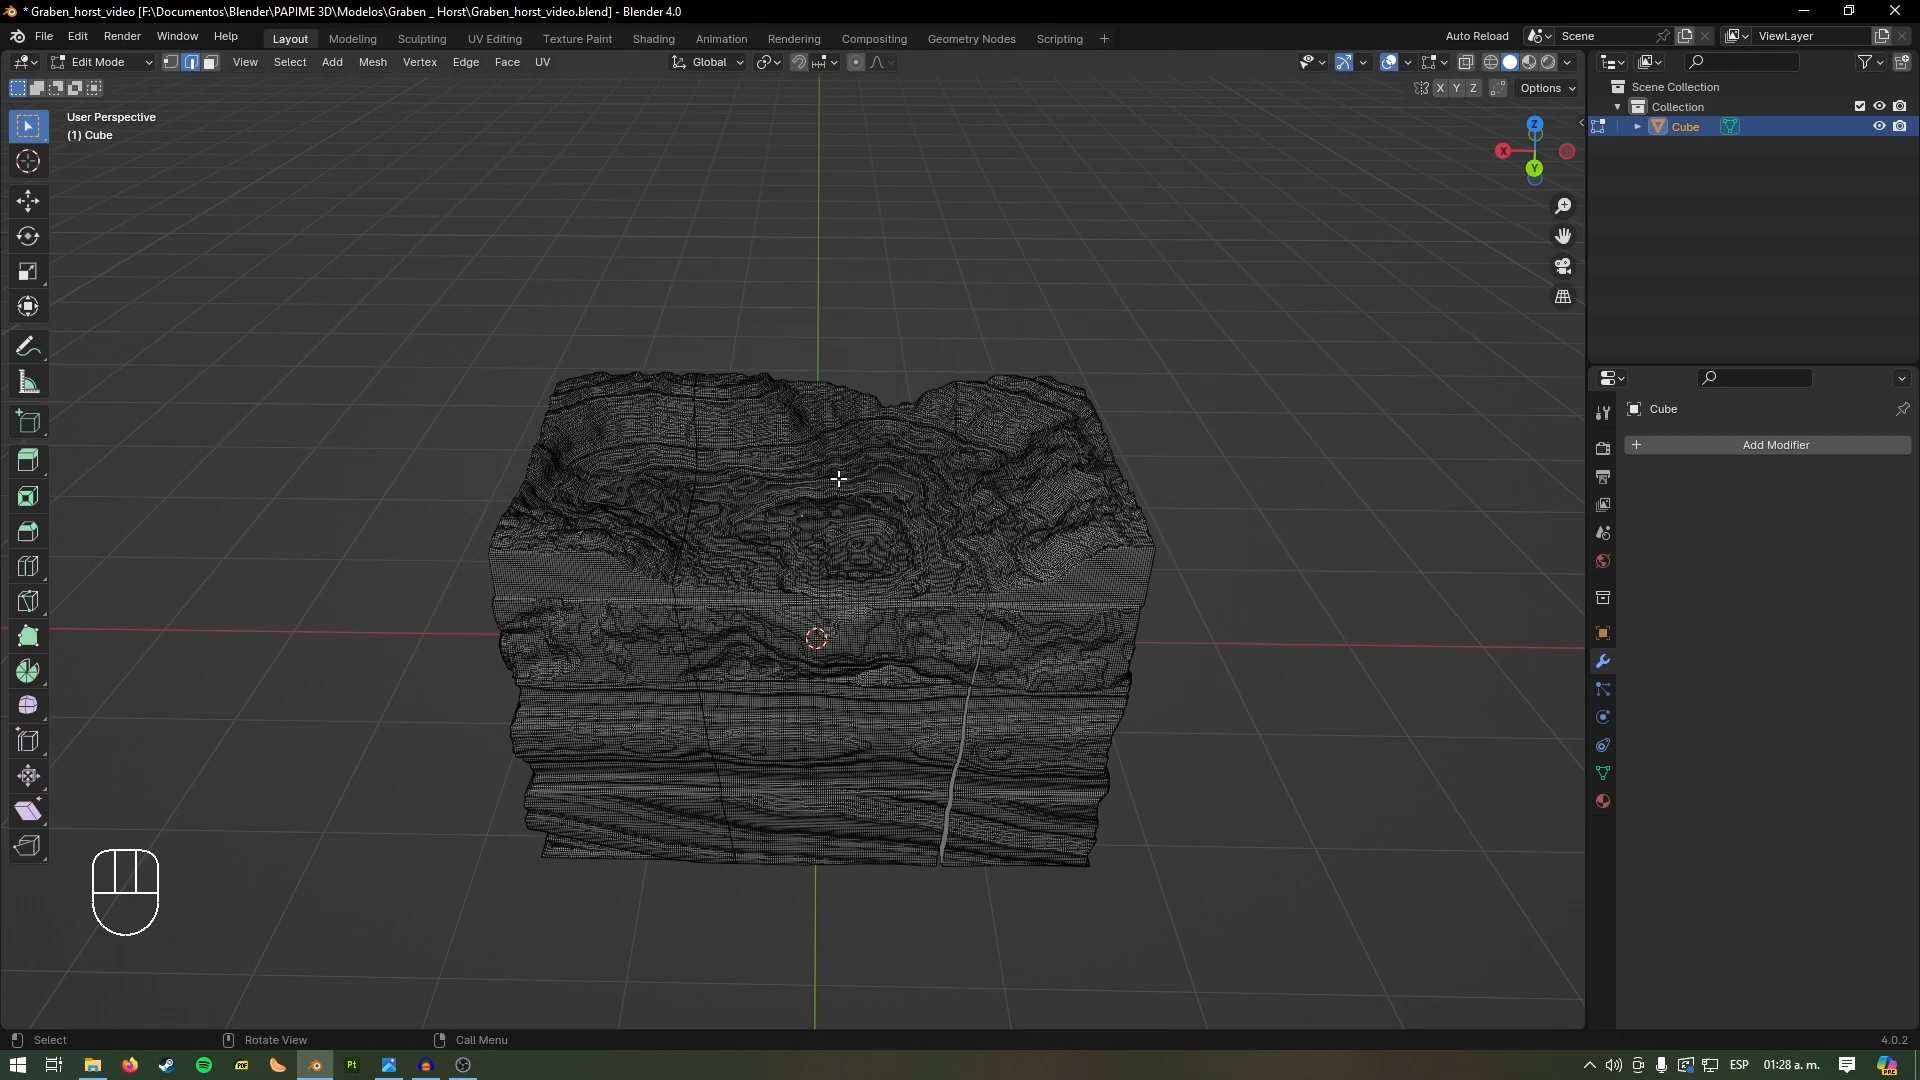 * Graben_horst_video [F:\Documentos\Blender\PAPIME 3D\Modelos\Graben _ Horst\Graben_horst_video.blend] - Blender 4.0
File Edit Render Window Help Layout Modeling Sculpting UV Editing Texture Paint Shading Animation Rendering Compositing Geometry Nodes Scripting + Auto Reload Scene ViewLayer
Edit Mode View Select Add Mesh Vertex Edge Face UV Global
X Y Z Options
User Perspective
(1) Cube
Z
X
Y
Scene Collection
Collection
Cube
Cube
Add Modifier
Select Rotate View Call Menu 4.0.2
Pt ESP 01:28 a. m.